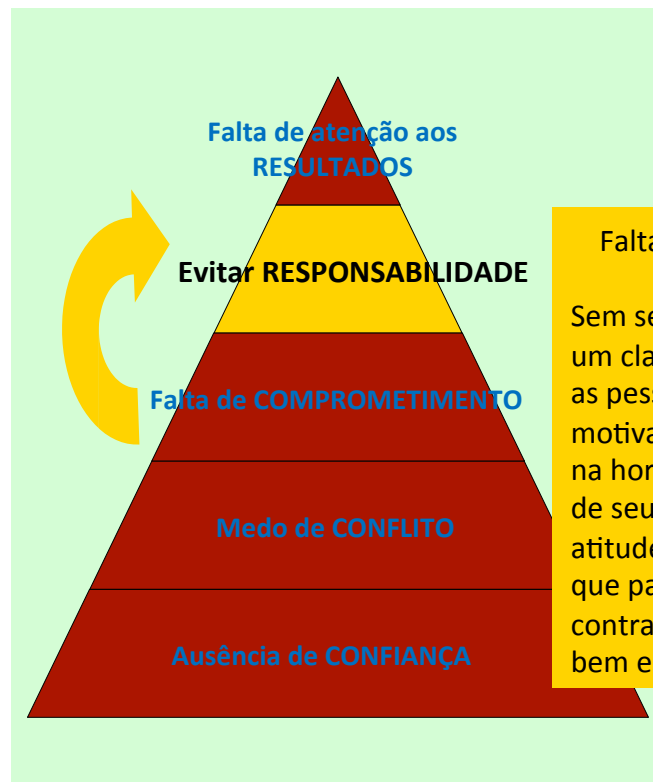 Falta de atenção aos
RESULTADOS
Evitar RESPONSABILIDADE
Falta de COMPROMETIMENTO
Medo de CONFLITO
Ausência de CONFIANÇA
Falta
Sem se
um cla
as pess
motiva
na hor
de seu
atitude
que pa
contra
bem e